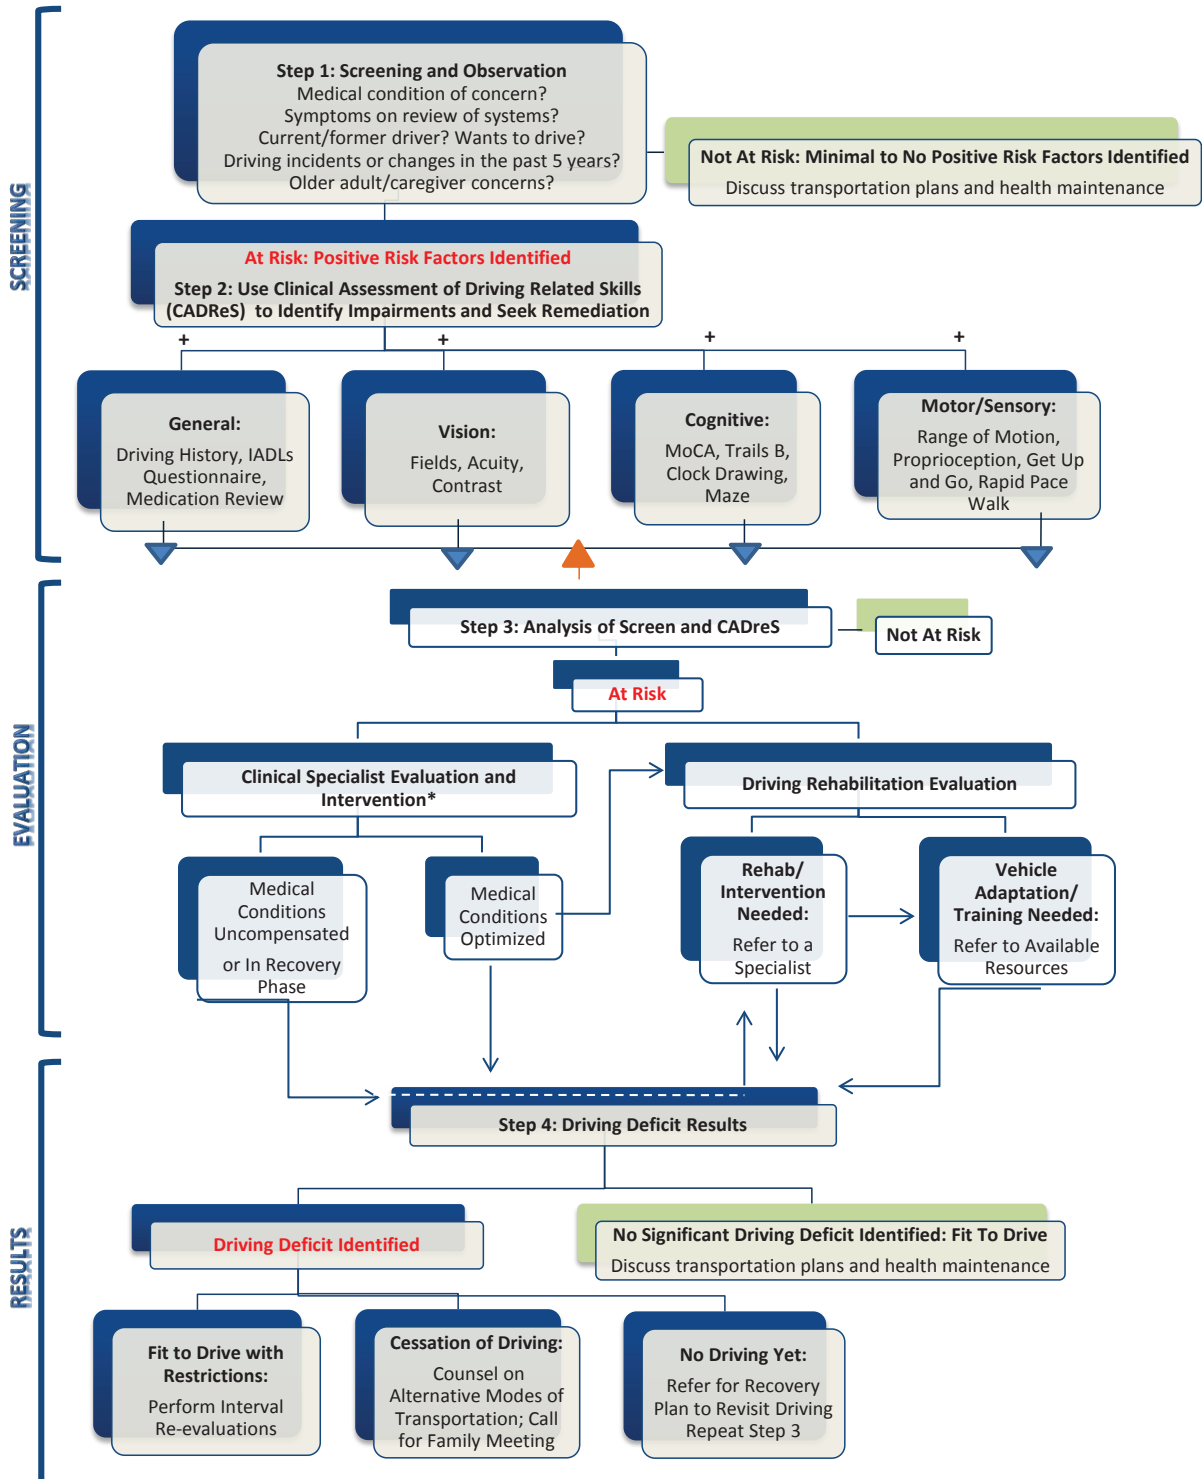 SCREENING
Step 1: Screening and Observation
Medical condition of concern?
Symptoms on review of systems?
Current/former driver? Wants to drive?
Driving incidents or changes in the past 5 years?
Older adult/caregiver concerns?
Not At Risk: Minimal to No Positive Risk Factors Identified
Discuss transportation plans and health maintenance
At Risk: Positive Risk Factors Identified
Step 2: Use Clinical Assessment of Driving Related Skills
(CADReS) to Identify Impairments and Seek Remediation
+
+
+
+
General:
Driving History, IADLs
Questionnaire,
Medication Review
Vision:
Fields, Acuity,
Contrast
Cognitive:
MoCA, Trails B,
Clock Drawing,
Maze
Motor/Sensory:
Range of Motion,
Proprioception, Get Up
and Go, Rapid Pace
Walk
EVALUATION
Step 3: Analysis of Screen and CADreS
Not At Risk
At Risk
Clinical Specialist Evaluation and
Intervention*
Driving Rehabilitation Evaluation
Medical
Conditions
Uncompensated
or In Recovery
Phase
Medical
Conditions
Optimized
Rehab/
Intervention
Needed:
Refer to a
Specialist
Vehicle
Adaptation/
Training Needed:
Refer to Available
Resources
RESULTS
Step 4: Driving Deficit Results
Driving Deficit Identified
No Significant Driving Deficit Identified: Fit To Drive
Discuss transportation plans and health maintenance
Fit to Drive with
Restrictions:
Perform Interval
Re-evaluations
Cessation of Driving:
Counsel on
Alternative Modes of
Transportation; Call
for Family Meeting
No Driving Yet:
Refer for Recovery
Plan to Revisit Driving
Repeat Step 3